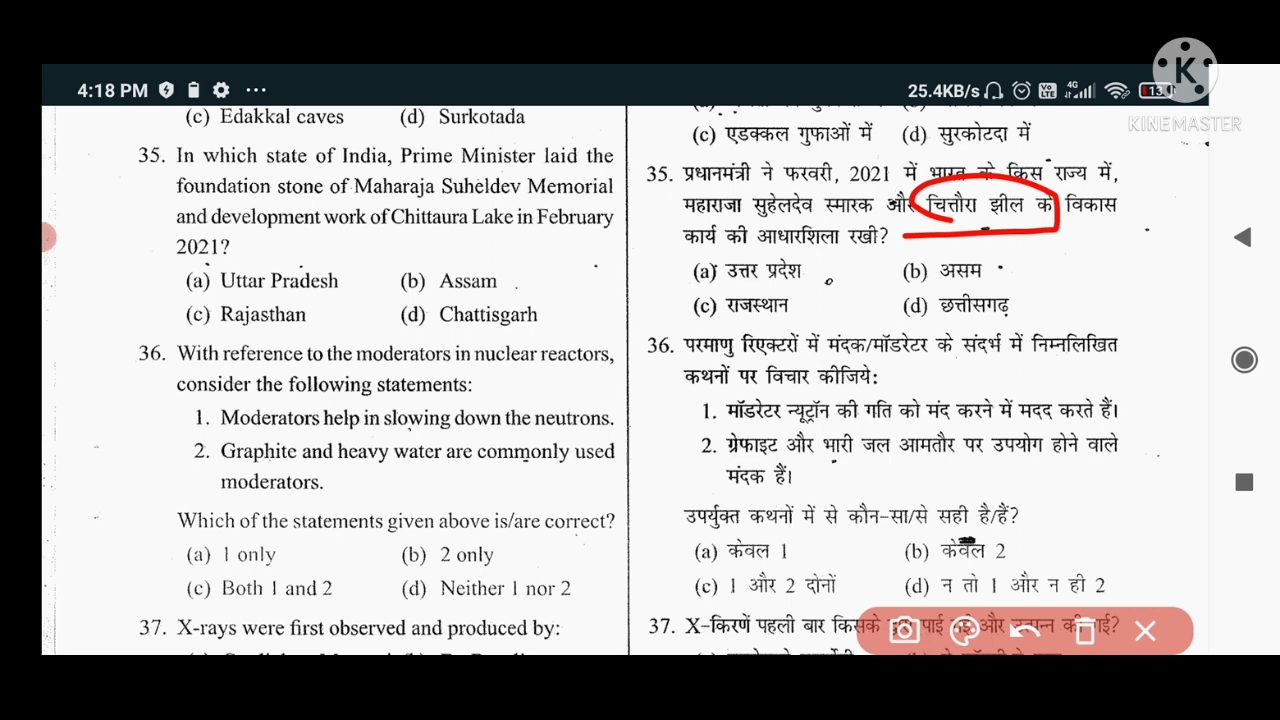 4:18 PM
25.4KB/s
4G
13
KINEMASTER
(c) Edakkal caves (d) Surkotada
35. In which state of India, Prime Minister laid the
foundation stone of Maharaja Suheldev Memorial
and development work of Chittaura Lake in February
2021?
(a) Uttar Pradesh (b) Assam
(c) Rajasthan (d) Chattisgarh
36. With reference to the moderators in nuclear reactors,
consider the following statements:
1. Moderators help in slowing down the neutrons.
2. Graphite and heavy water are commonly used
moderators.
Which of the statements given above is/are correct?
(a) 1 only (b) 2 only
(c) Both 1 and 2 (d) Neither 1 nor 2
37. X-rays were first observed and produced by:
(c) एडक्कल गुफाओं में (d) सुरकोटदा में
35. प्रधानमंत्री ने फरवरी, 2021 में भारत के किस राज्य में,
महाराजा सुहेलदेव स्मारक और चित्तौरा झील के विकास
कार्य की आधारशिला रखी?
(a) उत्तर प्रदेश (b) असम
(c) राजस्थान (d) छत्तीसगढ़
36. परमाणु रिएक्टरों में मंदक/मॉडरेटर के संदर्भ में निम्नलिखित
कथनों पर विचार कीजिये:
1. मॉडरेटर न्यूट्रॉन की गति को मंद करने में मदद करते हैं।
2. ग्रेफाइट और भारी जल आमतौर पर उपयोग होने वाले
मंदक हैं।
उपर्युक्त कथनों में से कौन-सा/से सही है/हैं?
(a) केवल 1 (b) केवल 2
(c) 1 और 2 दोनों (d) न तो 1 और न ही 2
37. X-किरणें पहली बार किसके